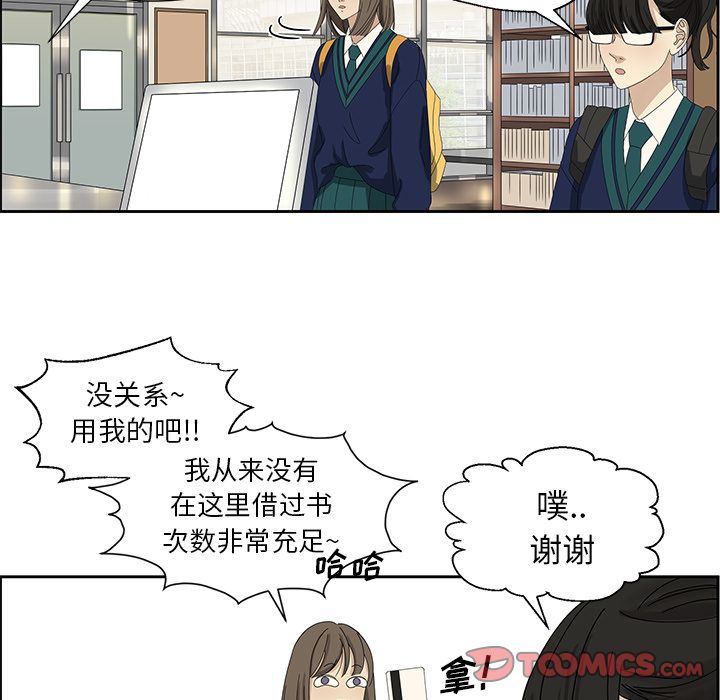 没关系~
用我的吧!!
我从来没有
在这里借过书
次数非常充足~
哈哈
噗..
谢谢
拿!
TOOMICS.COM